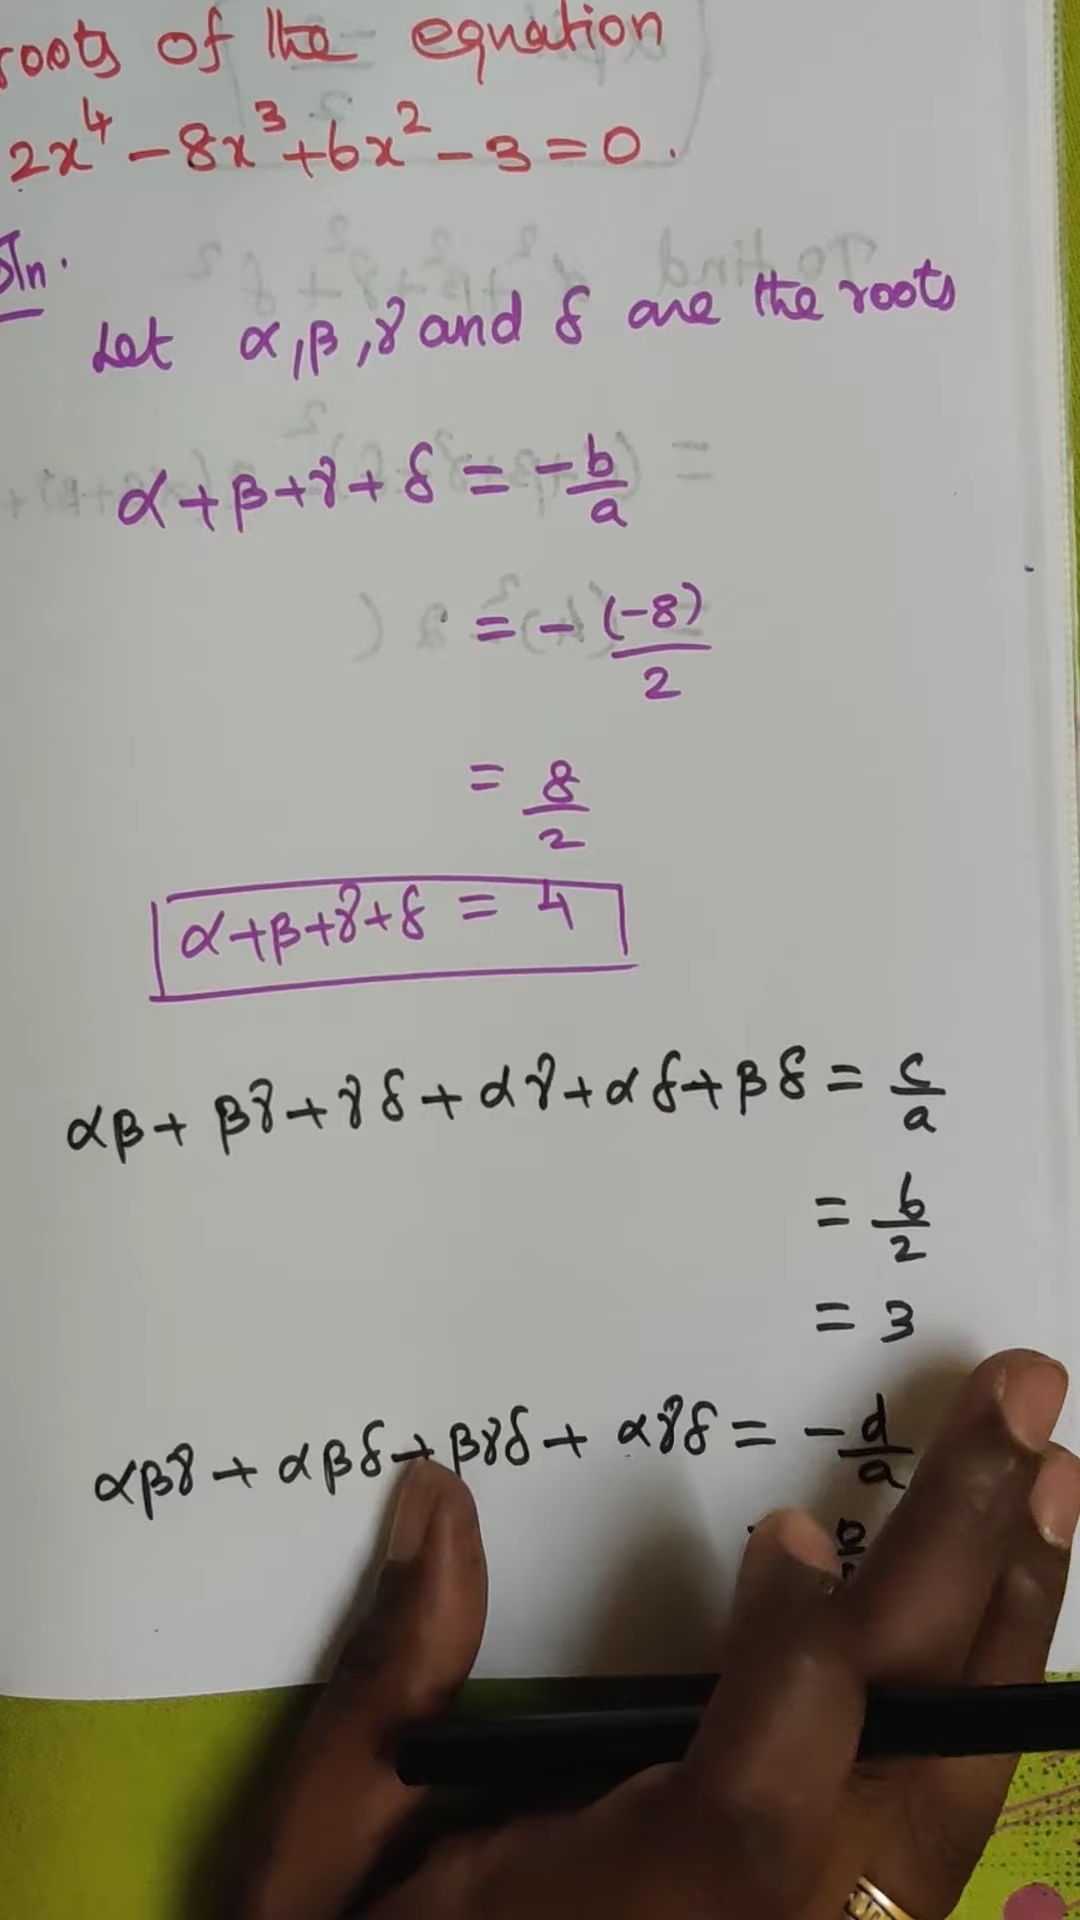 roots of the equation
2x⁴ – 8x³ + 6x² – 3 = 0.
Soln.
Let α, β, γ and δ are the roots
α + β + γ + δ = – b/a
= – (–8)/2
= 8/2
α + β + γ + δ = 4
αβ + βγ + γδ + αγ + αδ + βδ = c/a
= 6/2
= 3
αβγ + αβδ + βγδ + αγδ = – d/a